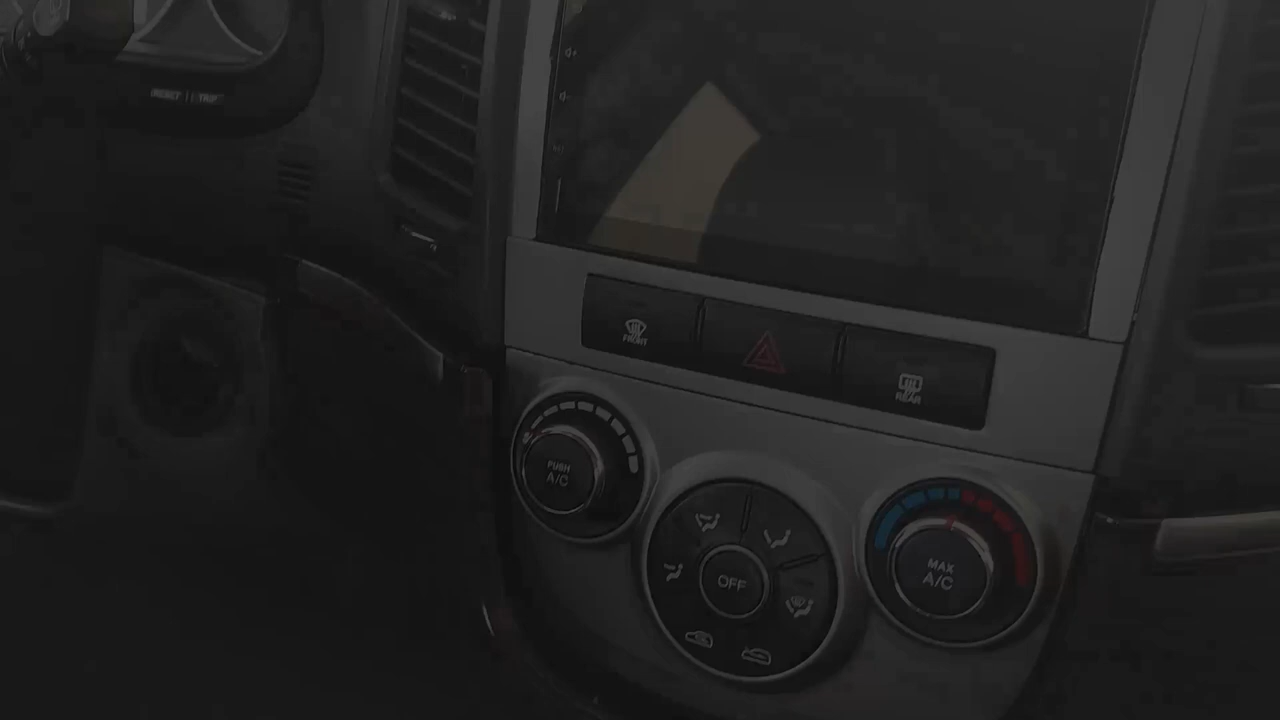 RESET TRIP
FRONT
REAR
PUSH
A/C
OFF
MAX
A/C